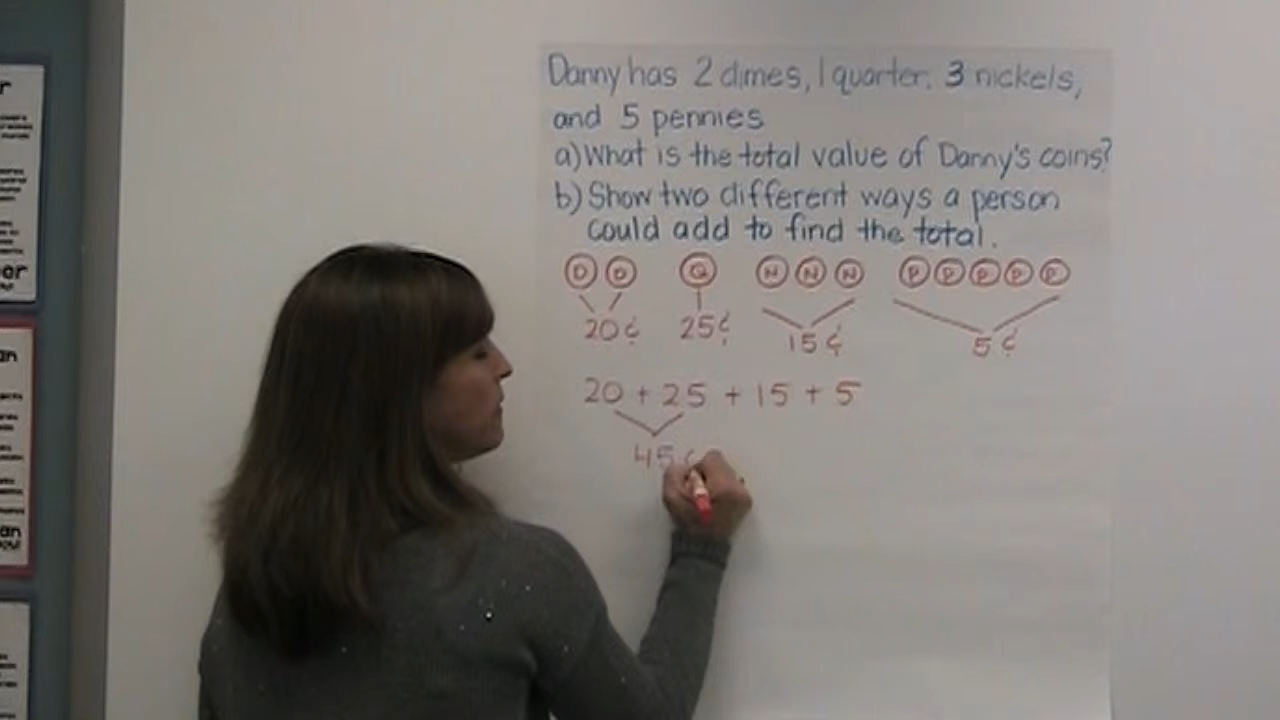 Danny has 2 dimes, 1 quarter, 3 nickels,
and 5 pennies
a) What is the total value of Danny's coins?
b) Show two different ways a person
could add to find the total.
D D Q N N N P P P P P
20¢ 25¢ 15¢ 5¢
20 + 25 + 15 + 5
45¢